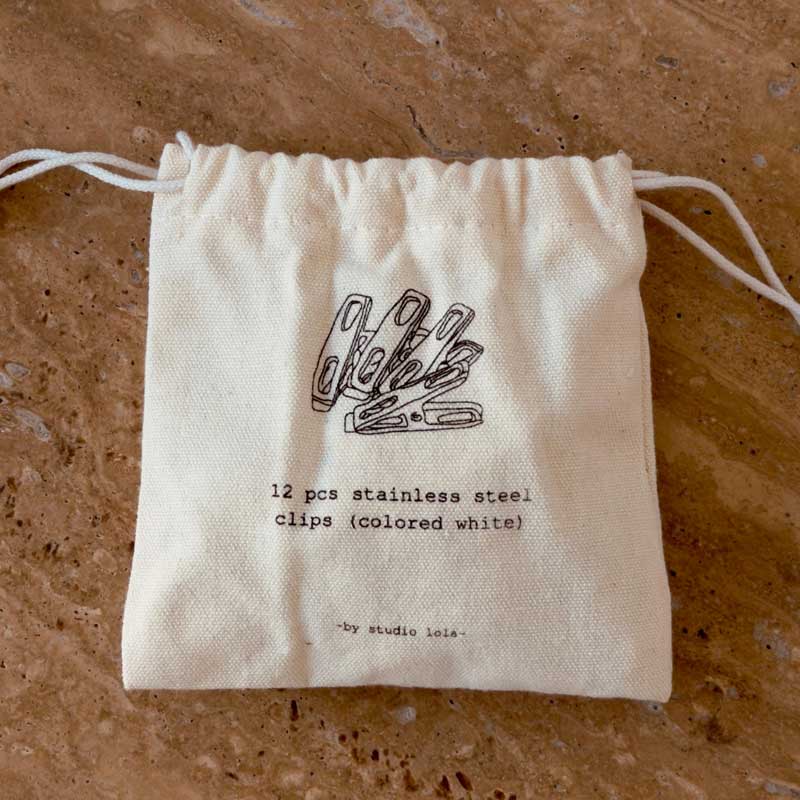 12 pcs stainless steel
clips (colored white)
-by studio lola-